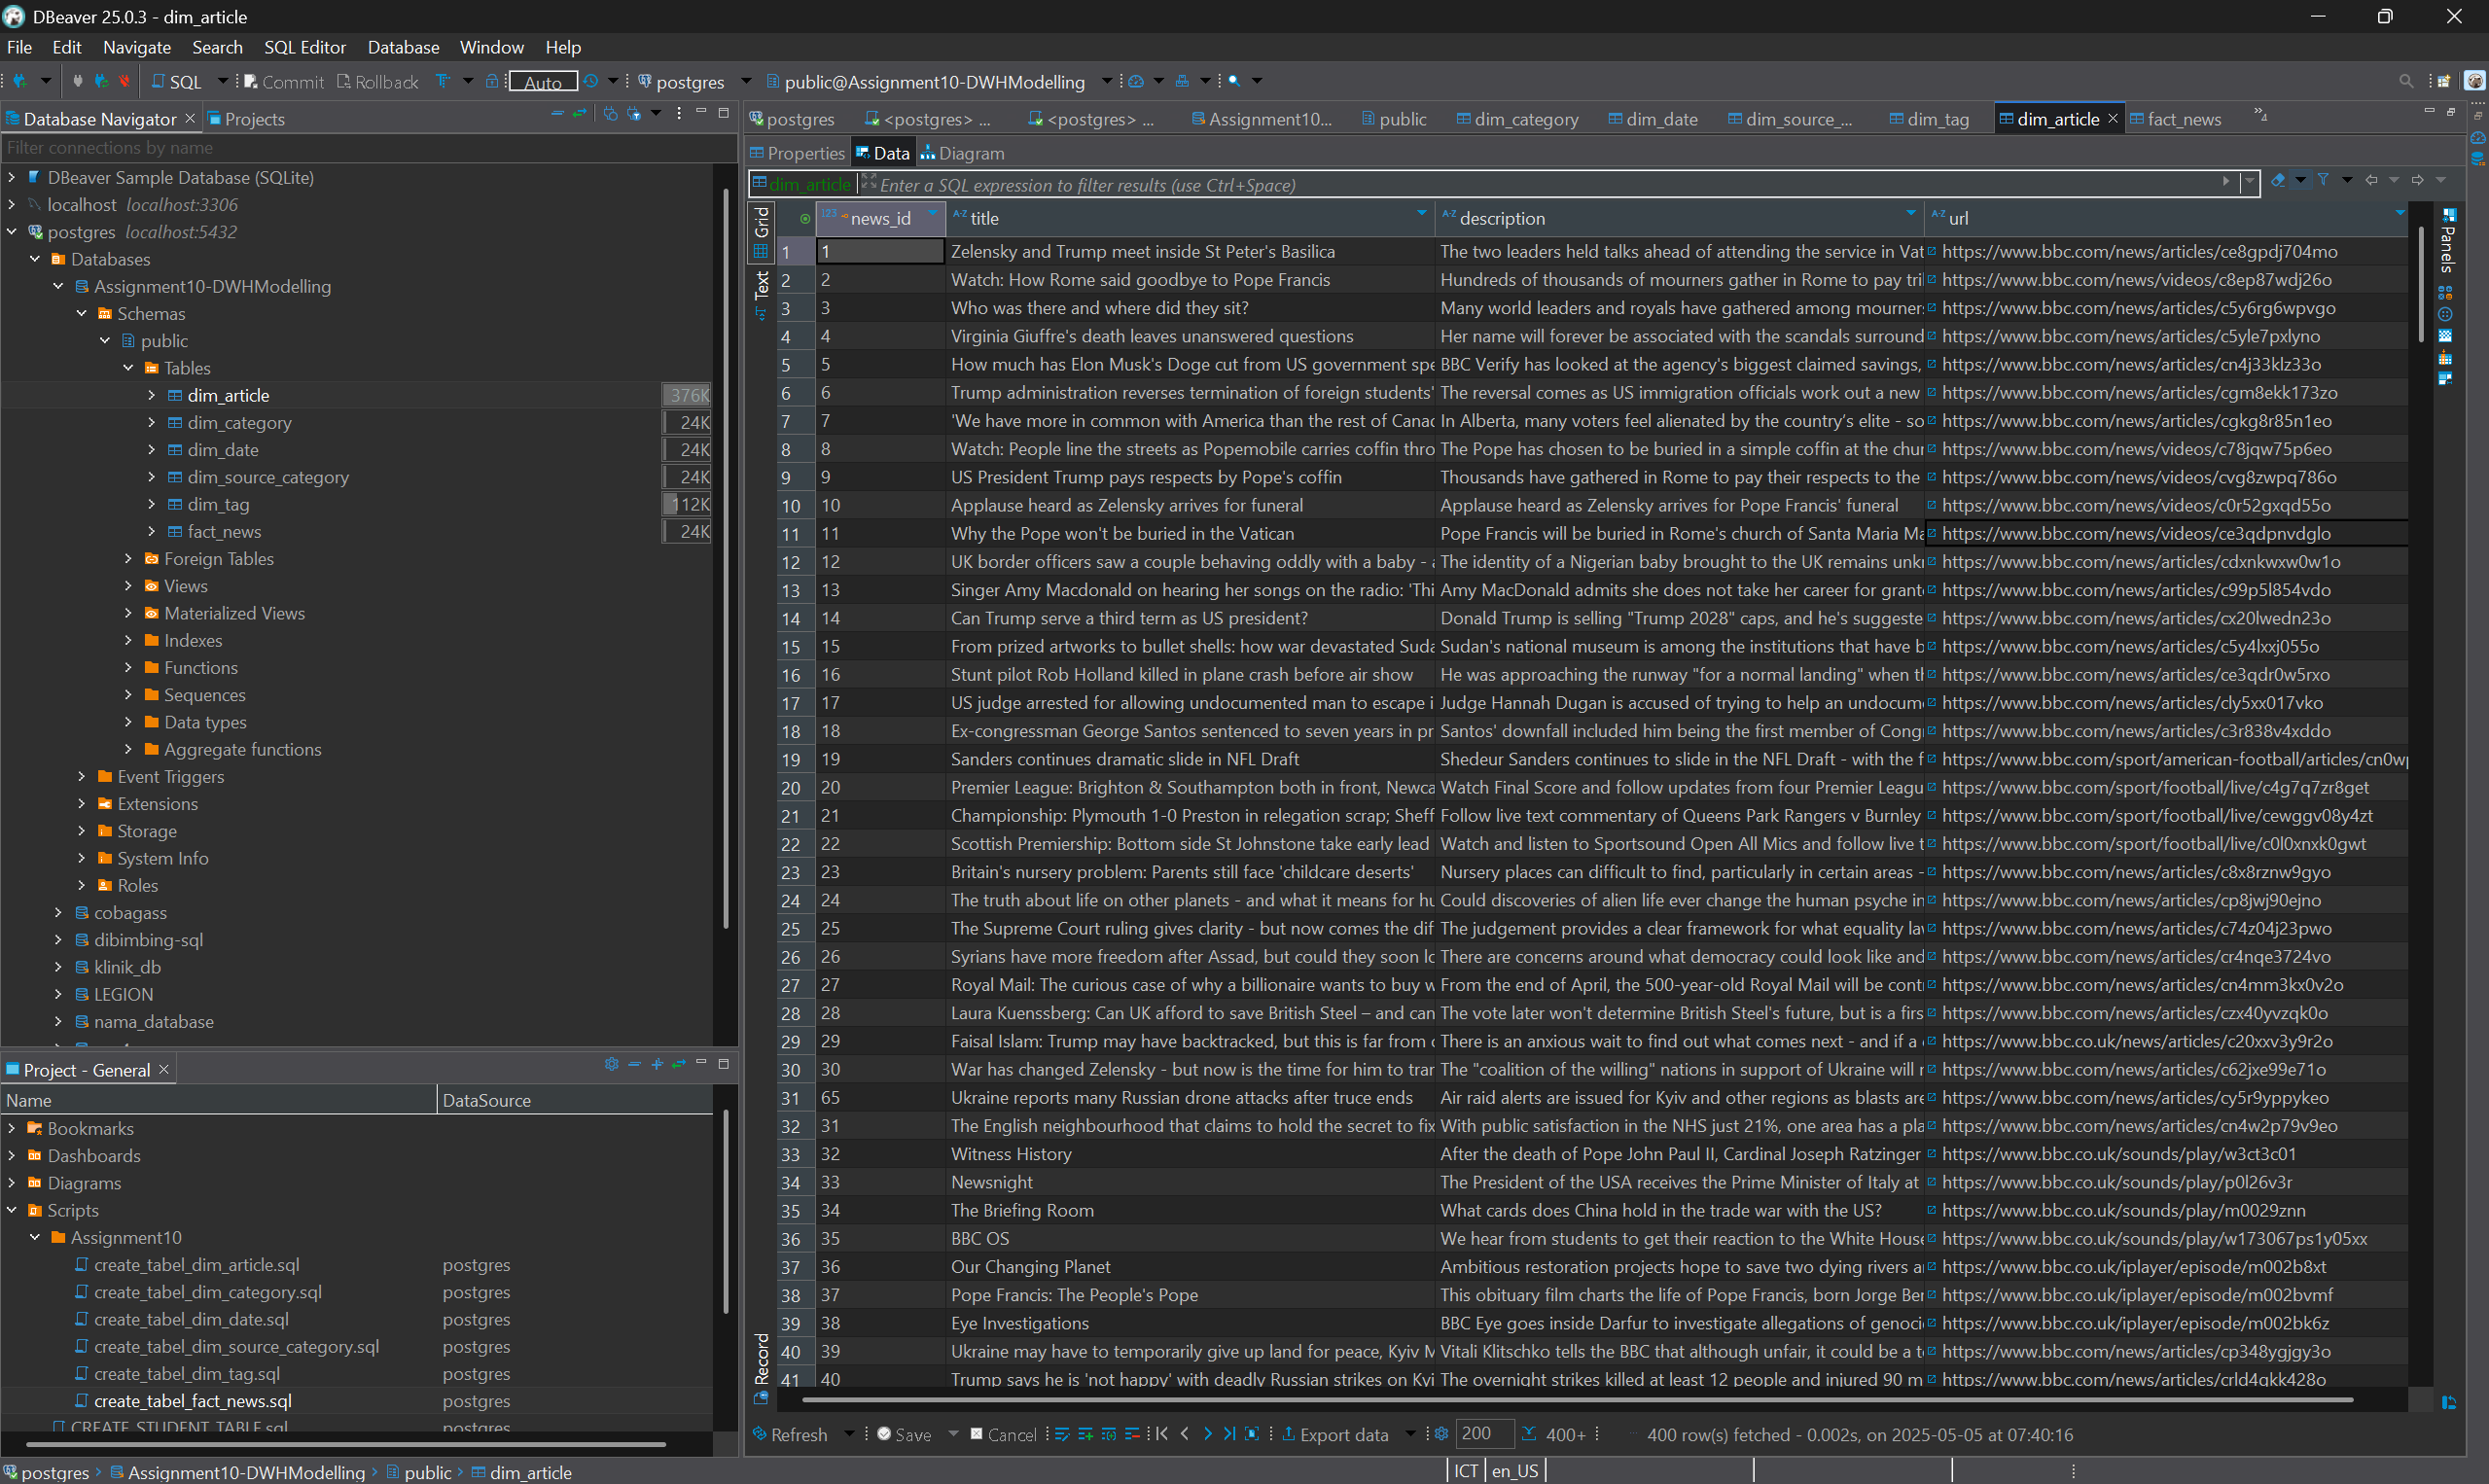 DBeaver 25.0.3 - dim_article
File Edit Navigate Search SQL Editor Database Window Help
SQL Commit Rollback Auto postgres public@Assignment10-DWHModelling
Database Navigator Projects
Filter connections by name
DBeaver Sample Database (SQLite)
localhost localhost:3306
postgres localhost:5432
Databases
Assignment10-DWHModelling
Schemas
public
Tables
dim_article 376K
dim_category 24K
dim_date 24K
dim_source_category 24K
dim_tag 112K
fact_news 24K
Foreign Tables
Views
Materialized Views
Indexes
Functions
Sequences
Data types
Aggregate functions
Event Triggers
Extensions
Storage
System Info
Roles
cobagass
dibimbing-sql
klinik_db
LEGION
nama_database
Project - General
Name DataSource
Bookmarks
Dashboards
Diagrams
Scripts
Assignment10
create_tabel_dim_article.sql postgres
create_tabel_dim_category.sql postgres
create_tabel_dim_date.sql postgres
create_tabel_dim_source_category.sql postgres
create_tabel_dim_tag.sql postgres
create_tabel_fact_news.sql postgres
CREATE_STUDENT_TABLE.sql postgres
postgres <postgres> ... <postgres> ... Assignment10... public dim_category dim_date dim_source_... dim_tag dim_article fact_news »4
Properties Data Diagram
dim_article Enter a SQL expression to filter results (use Ctrl+Space)
Grid
Text
Record
Panels
123 news_id A-Z title A-Z description A-Z url
1 1 Zelensky and Trump meet inside St Peter's Basilica The two leaders held talks ahead of attending the service in Vat https://www.bbc.com/news/articles/ce8gpdj704mo
2 2 Watch: How Rome said goodbye to Pope Francis Hundreds of thousands of mourners gather in Rome to pay tri https://www.bbc.com/news/videos/c8ep87wdj26o
3 3 Who was there and where did they sit? Many world leaders and royals have gathered among mourner https://www.bbc.com/news/articles/c5y6rg6wpvgo
4 4 Virginia Giuffre's death leaves unanswered questions Her name will forever be associated with the scandals surround https://www.bbc.com/news/articles/c5yle7pxlyno
5 5 How much has Elon Musk's Doge cut from US government spe BBC Verify has looked at the agency's biggest claimed savings, https://www.bbc.com/news/articles/cn4j33klz33o
6 6 Trump administration reverses termination of foreign students' The reversal comes as US immigration officials work out a new https://www.bbc.com/news/articles/cgm8ekk173zo
7 7 'We have more in common with America than the rest of Canad In Alberta, many voters feel alienated by the country’s elite - so https://www.bbc.com/news/articles/cgkg8r85n1eo
8 8 Watch: People line the streets as Popemobile carries coffin thro The Pope has chosen to be buried in a simple coffin at the chur https://www.bbc.com/news/videos/c78jqw75p6eo
9 9 US President Trump pays respects by Pope's coffin Thousands have gathered in Rome to pay their respects to the https://www.bbc.com/news/videos/cvg8zwpq786o
10 10 Applause heard as Zelensky arrives for funeral Applause heard as Zelensky arrives for Pope Francis' funeral https://www.bbc.com/news/videos/c0r52gxqd55o
11 11 Why the Pope won't be buried in the Vatican Pope Francis will be buried in Rome's church of Santa Maria Ma https://www.bbc.com/news/videos/ce3qdpnvdglo
12 12 UK border officers saw a couple behaving oddly with a baby - a The identity of a Nigerian baby brought to the UK remains unk https://www.bbc.com/news/articles/cdxnkwxw0w1o
13 13 Singer Amy Macdonald on hearing her songs on the radio: 'Thi Amy MacDonald admits she does not take her career for grant https://www.bbc.com/news/articles/c99p5l854vdo
14 14 Can Trump serve a third term as US president? Donald Trump is selling "Trump 2028" caps, and he's suggeste https://www.bbc.com/news/articles/cx20lwedn23o
15 15 From prized artworks to bullet shells: how war devastated Suda Sudan's national museum is among the institutions that have b https://www.bbc.com/news/articles/c5y4lxxj055o
16 16 Stunt pilot Rob Holland killed in plane crash before air show He was approaching the runway "for a normal landing" when th https://www.bbc.com/news/articles/ce3qdr0w5rxo
17 17 US judge arrested for allowing undocumented man to escape i Judge Hannah Dugan is accused of trying to help an undocum https://www.bbc.com/news/articles/cly5xx017vko
18 18 Ex-congressman George Santos sentenced to seven years in pr Santos' downfall included him being the first member of Cong https://www.bbc.com/news/articles/c3r838v4xddo
19 19 Sanders continues dramatic slide in NFL Draft Shedeur Sanders continues to slide in the NFL Draft - with the f https://www.bbc.com/sport/american-football/articles/cn0wp
20 20 Premier League: Brighton & Southampton both in front, Newca Watch Final Score and follow updates from four Premier Leagu https://www.bbc.com/sport/football/live/c4g7q7zr8get
21 21 Championship: Plymouth 1-0 Preston in relegation scrap; Sheff Follow live text commentary of Queens Park Rangers v Burnley https://www.bbc.com/sport/football/live/cewggv08y4zt
22 22 Scottish Premiership: Bottom side St Johnstone take early lead Watch and listen to Sportsound Open All Mics and follow live t https://www.bbc.com/sport/football/live/c0l0xnxk0gwt
23 23 Britain's nursery problem: Parents still face 'childcare deserts' Nursery places can difficult to find, particularly in certain areas - https://www.bbc.com/news/articles/c8x8rznw9gyo
24 24 The truth about life on other planets - and what it means for hu Could discoveries of alien life ever change the human psyche in https://www.bbc.com/news/articles/cp8jwj90ejno
25 25 The Supreme Court ruling gives clarity - but now comes the dif The judgement provides a clear framework for what equality la https://www.bbc.com/news/articles/c74z04j23pwo
26 26 Syrians have more freedom after Assad, but could they soon lo There are concerns around what democracy could look like and https://www.bbc.com/news/articles/cr4nqe3724vo
27 27 Royal Mail: The curious case of why a billionaire wants to buy w From the end of April, the 500-year-old Royal Mail will be cont https://www.bbc.com/news/articles/cn4mm3kx0v2o
28 28 Laura Kuenssberg: Can UK afford to save British Steel – and can The vote later won't determine British Steel's future, but is a firs https://www.bbc.com/news/articles/czx40yvzqk0o
29 29 Faisal Islam: Trump may have backtracked, but this is far from There is an anxious wait to find out what comes next - and if a https://www.bbc.co.uk/news/articles/c20xxv3y9r2o
30 30 War has changed Zelensky - but now is the time for him to trar The "coalition of the willing" nations in support of Ukraine will https://www.bbc.com/news/articles/c62jxe99e71o
31 65 Ukraine reports many Russian drone attacks after truce ends Air raid alerts are issued for Kyiv and other regions as blasts are https://www.bbc.com/news/articles/cy5r9yppykeo
32 31 The English neighbourhood that claims to hold the secret to fix With public satisfaction in the NHS just 21%, one area has a pla https://www.bbc.com/news/articles/cn4w2p79v9eo
33 32 Witness History After the death of Pope John Paul II, Cardinal Joseph Ratzinger https://www.bbc.co.uk/sounds/play/w3ct3c01
34 33 Newsnight The President of the USA receives the Prime Minister of Italy at https://www.bbc.co.uk/sounds/play/p0l26v3r
35 34 The Briefing Room What cards does China hold in the trade war with the US? https://www.bbc.co.uk/sounds/play/m0029znn
36 35 BBC OS We hear from students to get their reaction to the White House https://www.bbc.co.uk/sounds/play/w173067ps1y05xx
37 36 Our Changing Planet Ambitious restoration projects hope to save two dying rivers a https://www.bbc.co.uk/iplayer/episode/m002b8xt
38 37 Pope Francis: The People's Pope This obituary film charts the life of Pope Francis, born Jorge Ber https://www.bbc.co.uk/iplayer/episode/m002bvmf
39 38 Eye Investigations BBC Eye goes inside Darfur to investigate allegations of genoci https://www.bbc.co.uk/iplayer/episode/m002bk6z
40 39 Ukraine may have to temporarily give up land for peace, Kyiv M Vitali Klitschko tells the BBC that although unfair, it could be a t https://www.bbc.com/news/articles/cp348ygjgy3o
41 40 Trump says he is 'not happy' with deadly Russian strikes on Kyi The overnight strikes killed at least 12 people and injured 90 m https://www.bbc.com/news/articles/crld4qkk428o
Refresh Save Cancel Export data 200 400+ 400 row(s) fetched - 0.002s, on 2025-05-05 at 07:40:16
postgres Assignment10-DWHModelling public dim_article ICT en_US